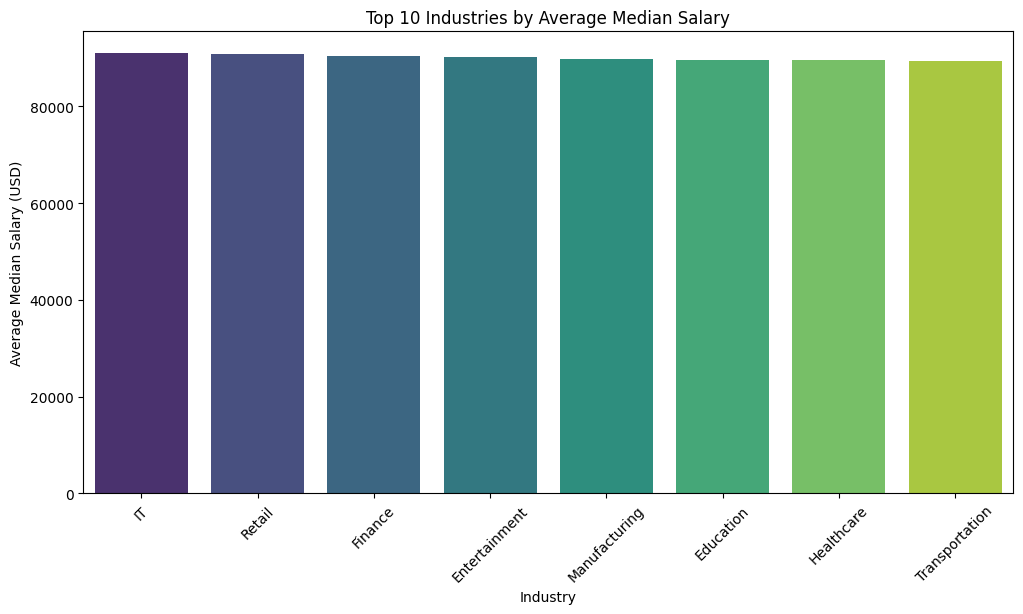 Top 10 Industries by Average Median Salary
Average Median Salary (USD)
80000
60000
40000
20000
0
IT
Retail
Finance
Entertainment
Manufacturing
Education
Healthcare
Transportation
Industry